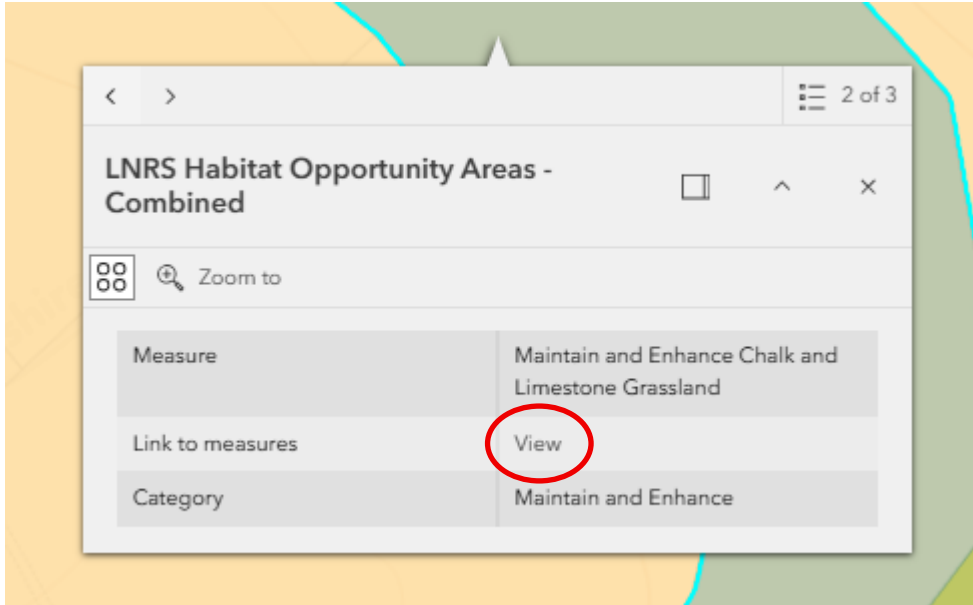 2 of 3
LNRS Habitat Opportunity Areas -
Combined
Zoom to
Measure
Maintain and Enhance Chalk and
Limestone Grassland
Link to measures
View
Category
Maintain and Enhance